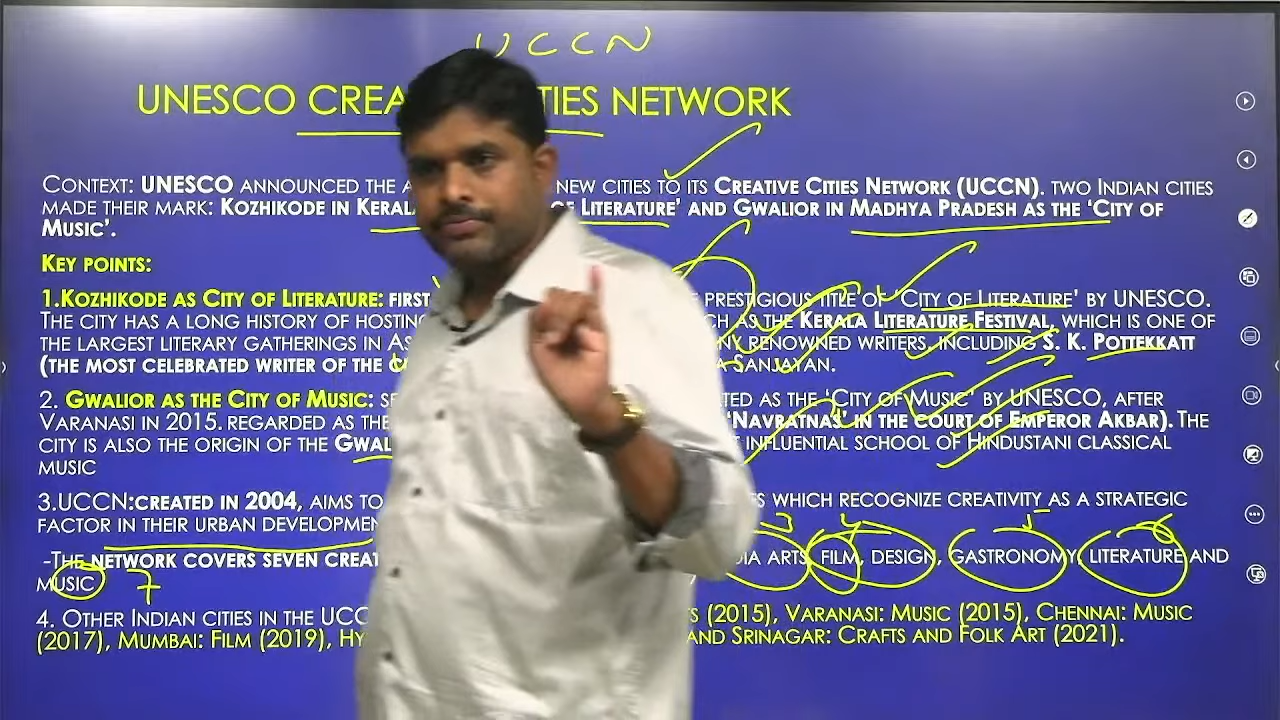 UCCN
UNESCO CREA TIES NETWORK
CONTEXT: UNESCO ANNOUNCED THE NEW CITIES TO ITS CREATIVE CITIES NETWORK (UCCN). TWO INDIAN CITIES
MADE THEIR MARK: KOZHIKODE IN KERAL OF LITERATURE' AND GWALIOR IN MADHYA PRADESH AS THE 'CITY OF
MUSIC'.
KEY POINTS:
1.KOZHIKODE AS CITY OF LITERATURE: FIRST PRESTIGIOUS TITLE OF 'CITY OF LITERATURE' BY UNESCO.
THE CITY HAS A LONG HISTORY OF HOSTING AS THE KERALA LITERATURE FESTIVAL, WHICH IS ONE OF
THE LARGEST LITERARY GATHERINGS IN RENOWNED WRITERS, INCLUDING S. K. POTTEKKATT
(THE MOST CELEBRATED WRITER OF THE SANJAYAN.
2. GWALIOR AS THE CITY OF MUSIC: AS THE 'CITY OF MUSIC' BY UNESCO, AFTER
VARANASI IN 2015. REGARDED AS THE 'NAVRATNAS' IN THE COURT OF EMPEROR AKBAR). THE
CITY IS ALSO THE ORIGIN OF THE GWAL INFLUENTIAL SCHOOL OF HINDUSTANI CLASSICAL
MUSIC
3.UCCN:CREATED IN 2004, AIMS TO WHICH RECOGNIZE CREATIVITY AS A STRATEGIC
FACTOR IN THEIR URBAN DEVELOPMEN
3 4 5 6
-THE NETWORK COVERS SEVEN CREAT ARTS, FILM, DESIGN, GASTRONOMY, LITERATURE AND
MUSIC 7
4. OTHER INDIAN CITIES IN THE UCC (2015), VARANASI: MUSIC (2015), CHENNAI: MUSIC
(2017), MUMBAI: FILM (2019), HY AND SRINAGAR: CRAFTS AND FOLK ART (2021).